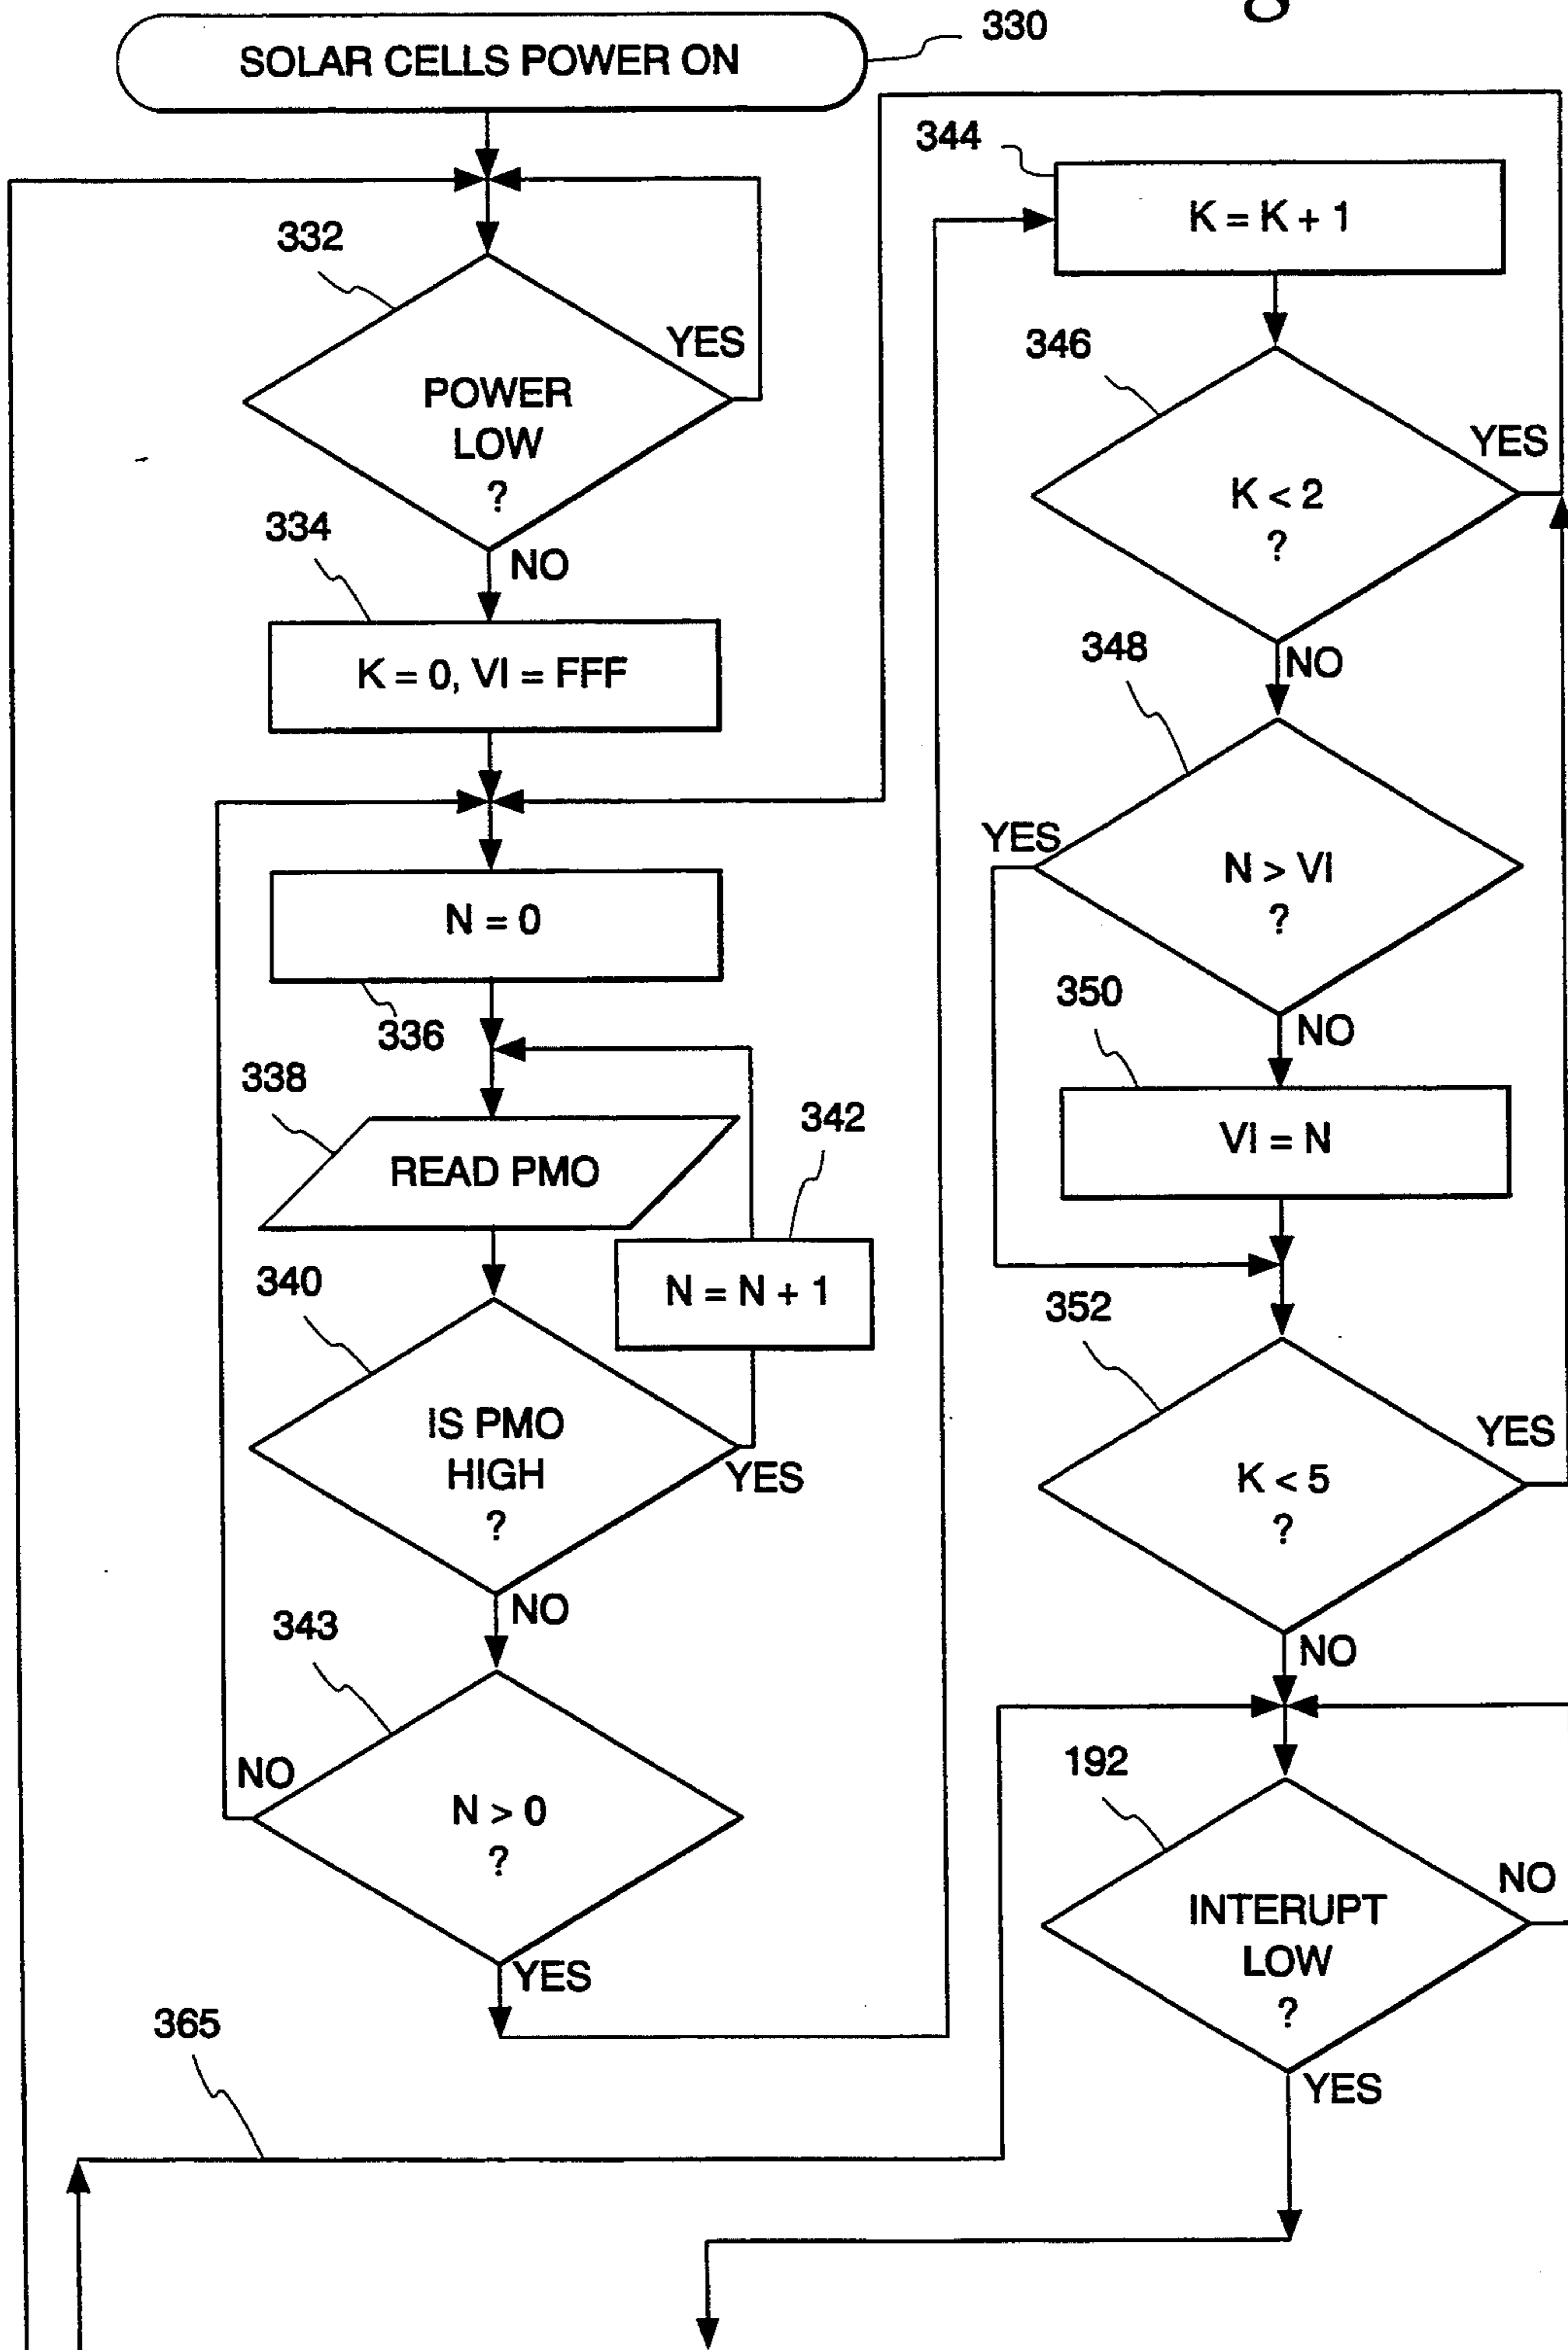 SOLAR CELLS POWER ON
330
332
POWER
LOW
?
YES
NO
334
K = 0, VI = FFF
N = 0
336
338
READ PMO
342
N = N + 1
340
IS PMO
HIGH
?
YES
NO
343
N > 0
?
NO
YES
365
344
K = K + 1
346
K < 2
?
YES
NO
348
N > VI
?
YES
NO
350
VI = N
352
K < 5
?
YES
NO
192
INTERUPT
LOW
?
NO
YES